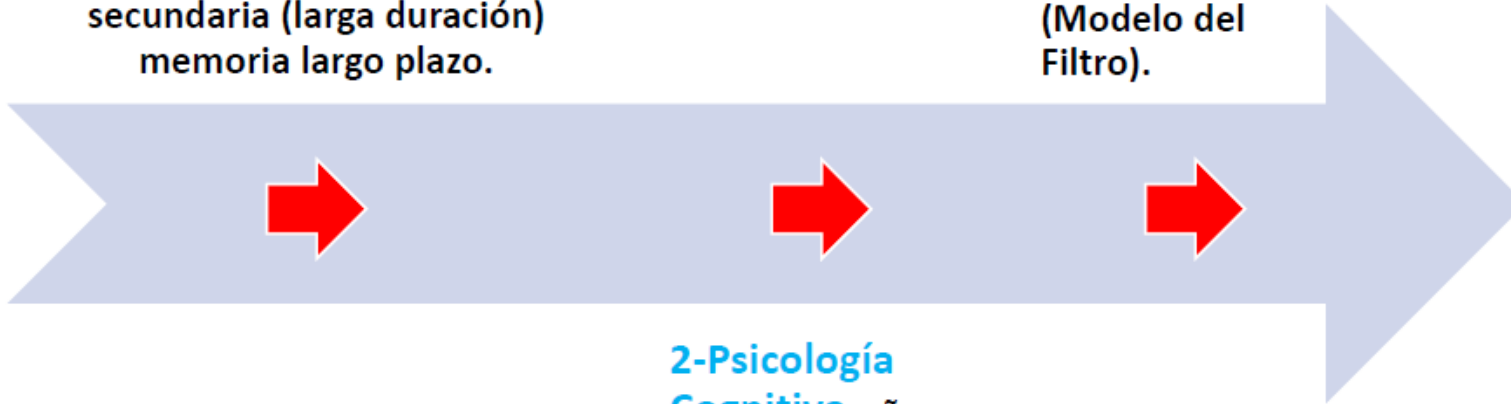 secundaria (larga duración)
memoria largo plazo.
(Modelo del
Filtro).
2-Psicología